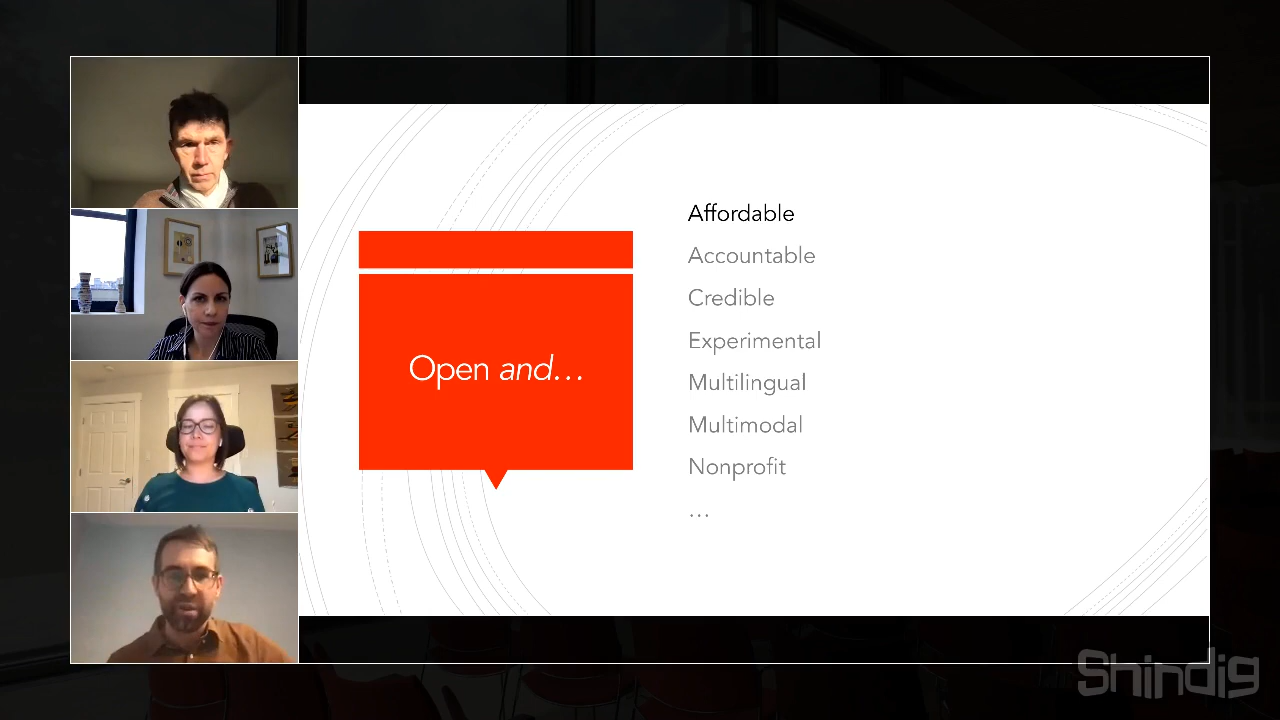 Open and...
Affordable
Accountable
Credible
Experimental
Multilingual
Multimodal
Nonprofit
...
Shindig